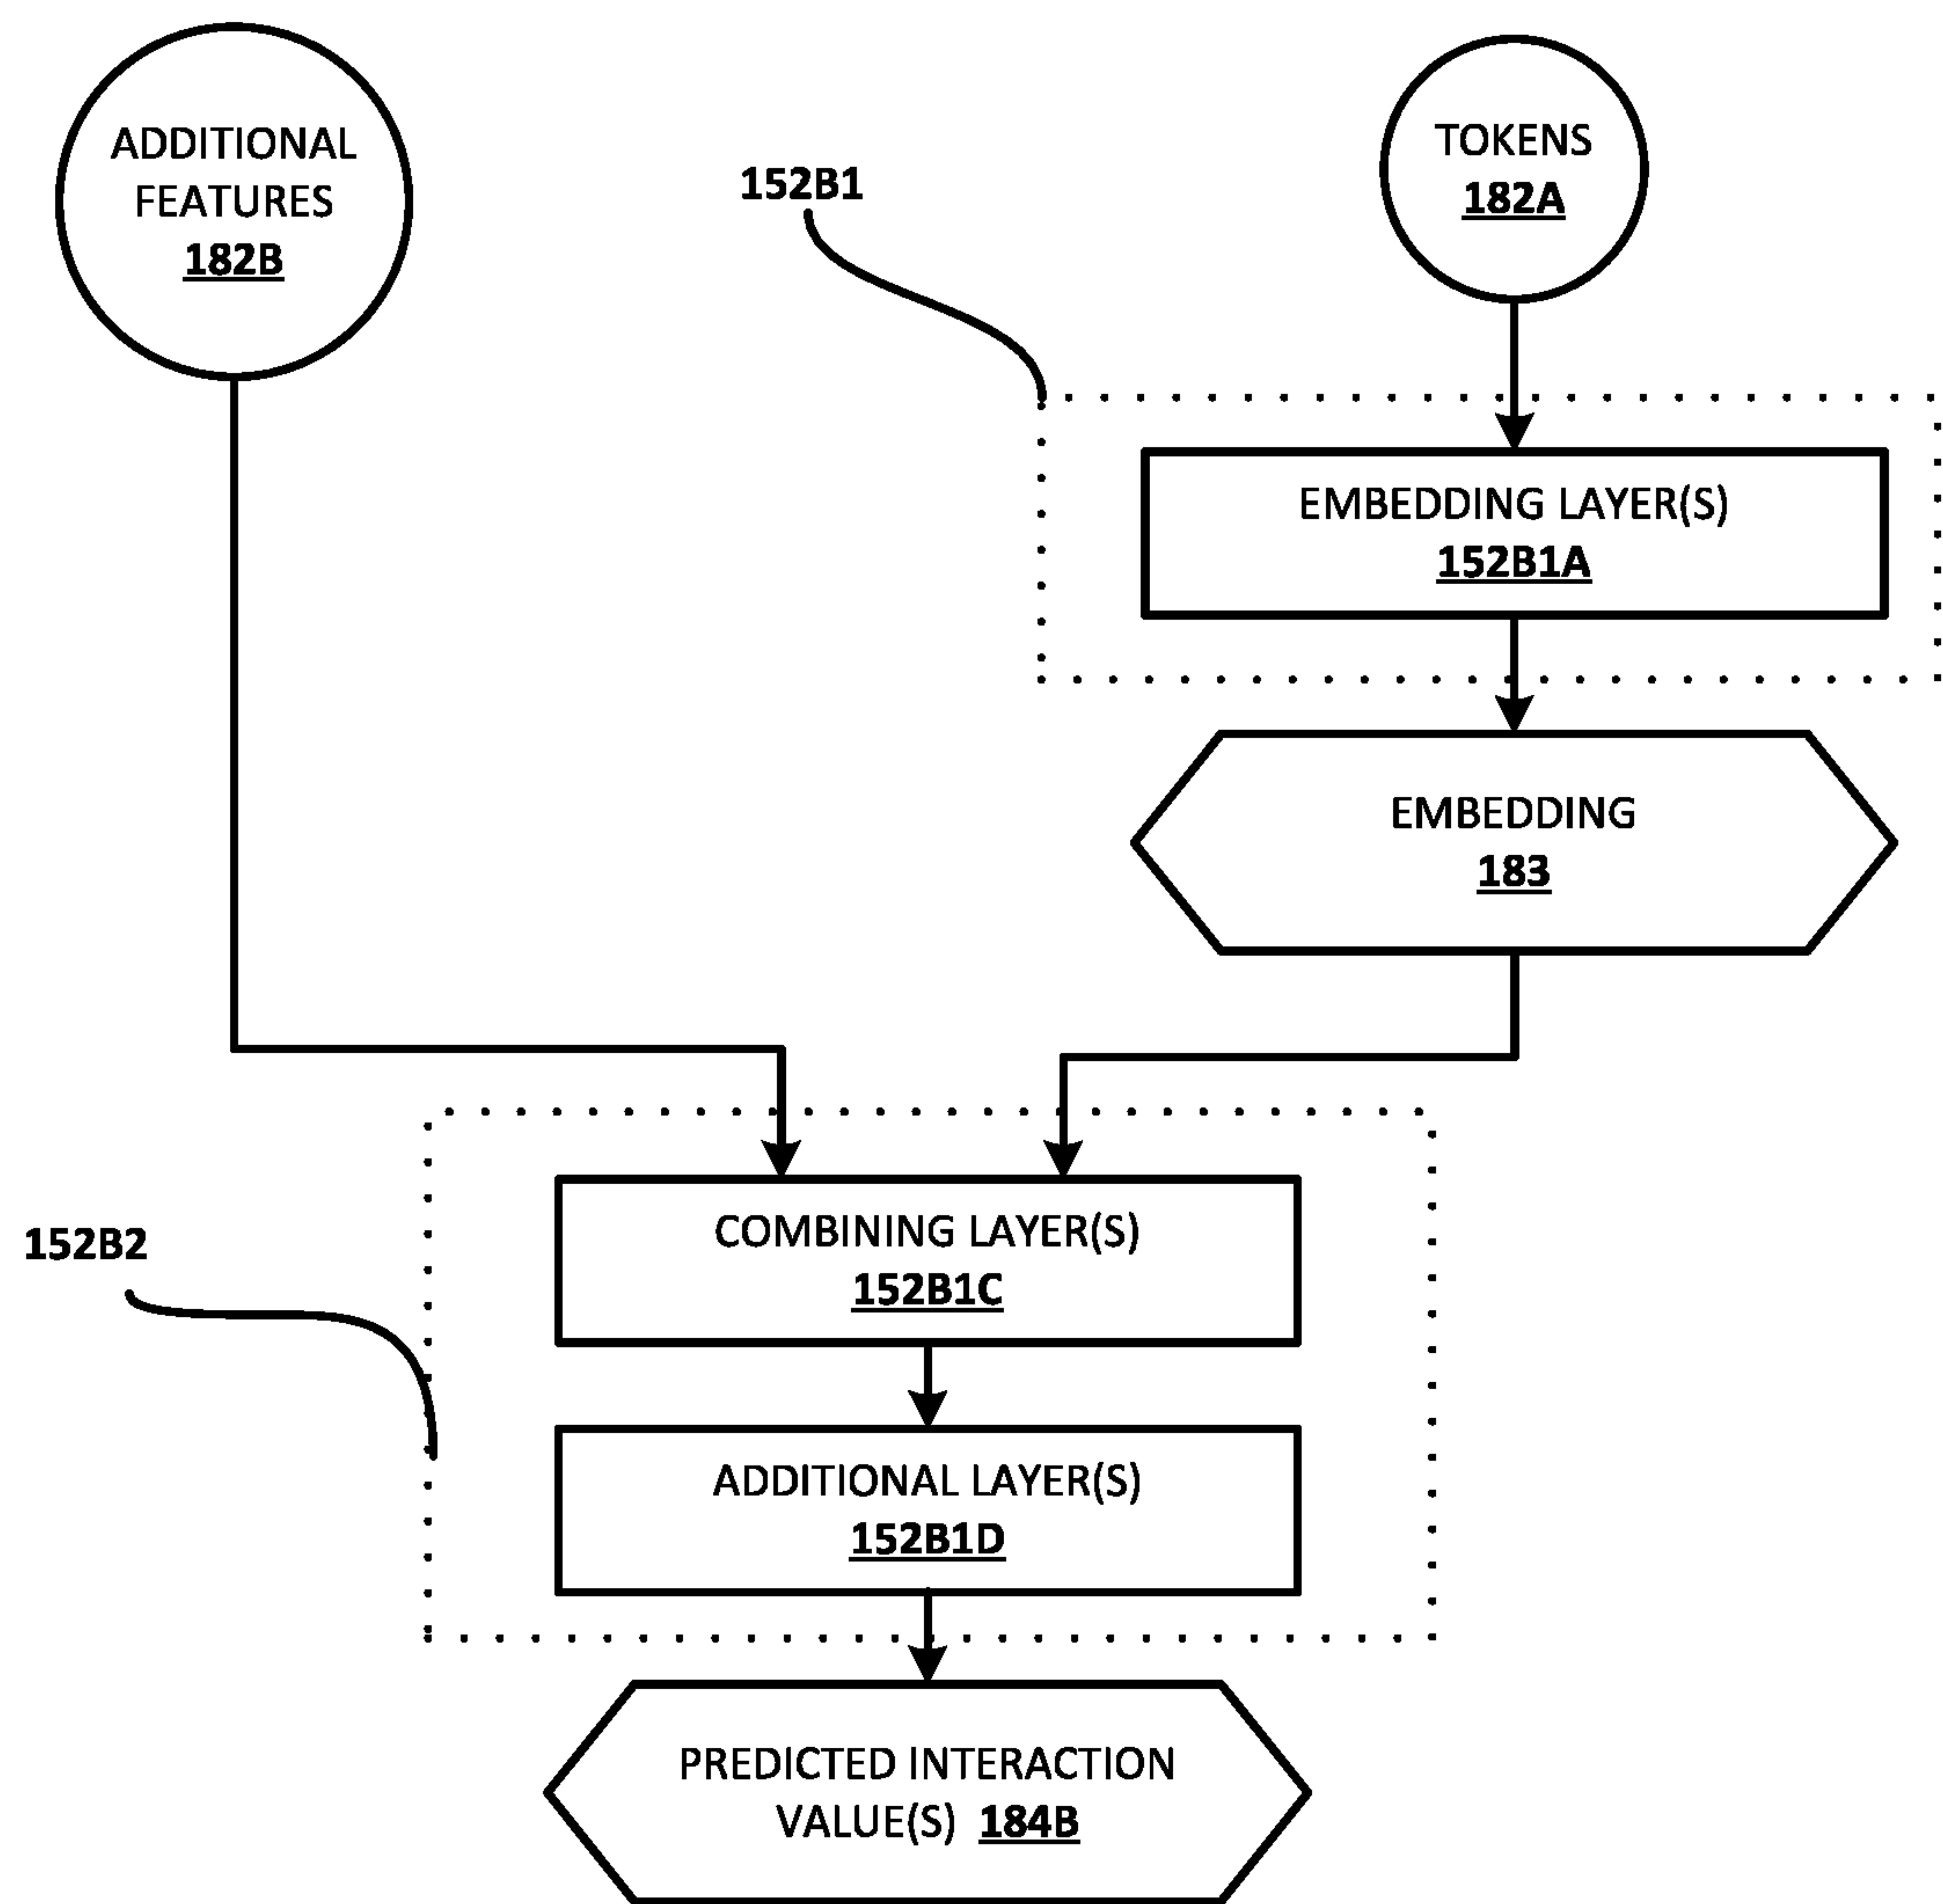 ADDITIONAL
FEATURES
182B
TOKENS
182A
152B1
EMBEDDING LAYER(S)
152B1A
EMBEDDING
183
152B2
COMBINING LAYER(S)
152B1C
ADDITIONAL LAYER(S)
152B1D
PREDICTED INTERACTION
VALUE(S) 184B